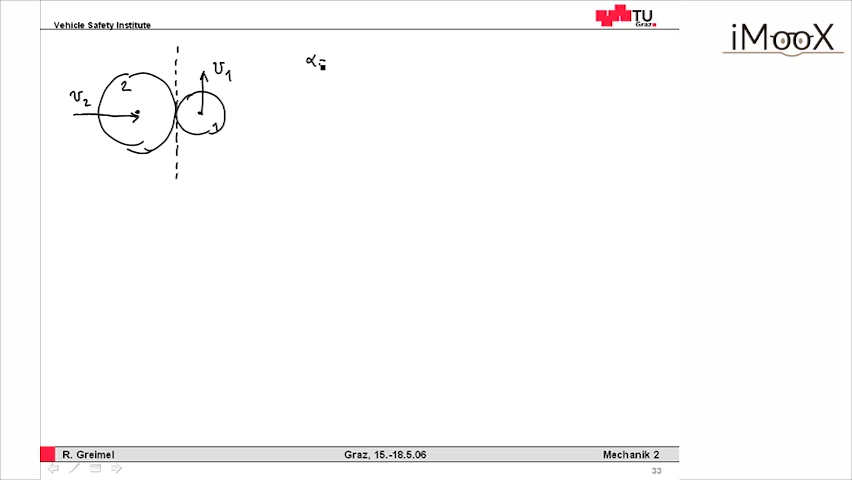 Vehicle Safety Institute
TU
Graz
iMooX
α
v₁
2
v₂
1
R. Greimel Graz, 15.-18.5.06 Mechanik 2
33